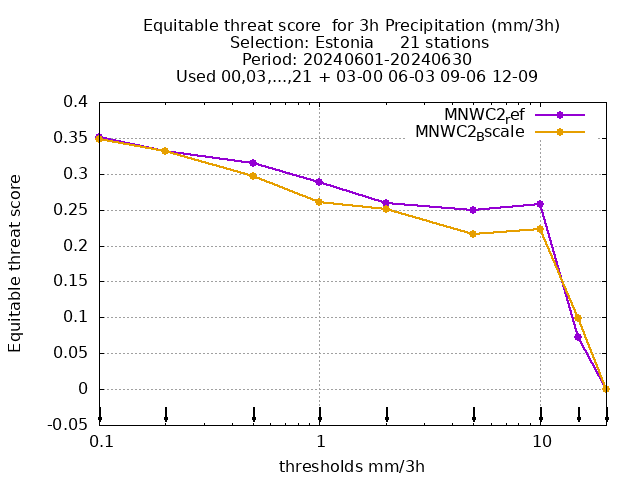 Equitable threat score  for 3h Precipitation (mm/3h)
Selection: Estonia     21 stations
Period: 20240601-20240630
Used 00,03,...,21 + 03-00 06-03 09-06 12-09
MNWC2ref
MNWC2Bscale
0.4
0.35
0.3
0.25
0.2
0.15
0.1
0.05
0
-0.05
Equitable threat score
0.1
1
10
thresholds mm/3h